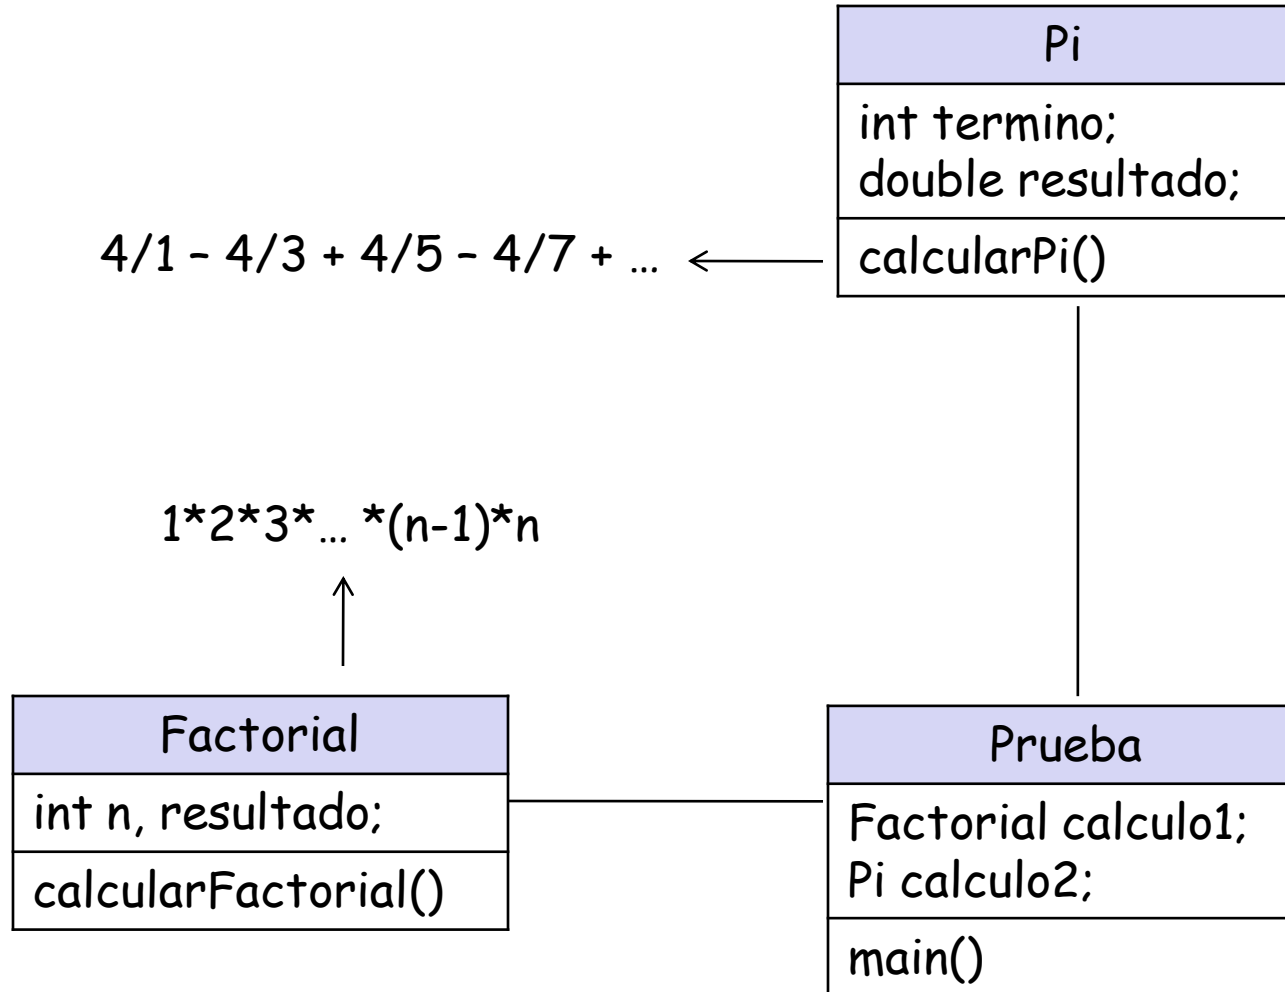 Pi
int termino;
double resultado;
calcularPi()
4/1 – 4/3 + 4/5 – 4/7 + …
1*2*3*… *(n-1)*n
Factorial
int n, resultado;
calcularFactorial()
Prueba
Factorial calculo1;
Pi calculo2;
main()